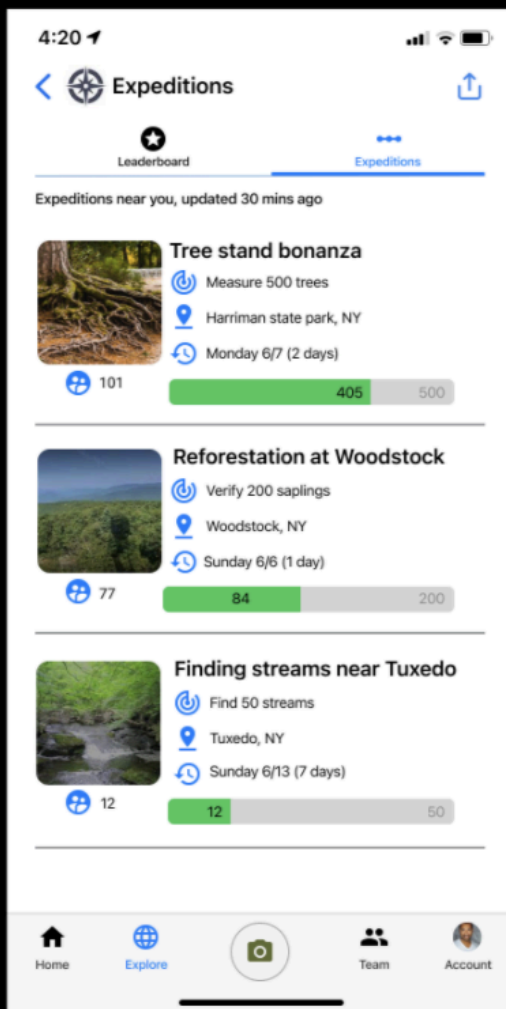 4:20
Expeditions
Leaderboard
Expeditions
Expeditions near you, updated 30 mins ago
Tree stand bonanza
Measure 500 trees
Harriman state park, NY
Monday 6/7 (2 days)
101
405 500
Reforestation at Woodstock
Verify 200 saplings
Woodstock, NY
Sunday 6/6 (1 day)
77
84 200
Finding streams near Tuxedo
Find 50 streams
Tuxedo, NY
Sunday 6/13 (7 days)
12
12 50
Home Explore Team Account